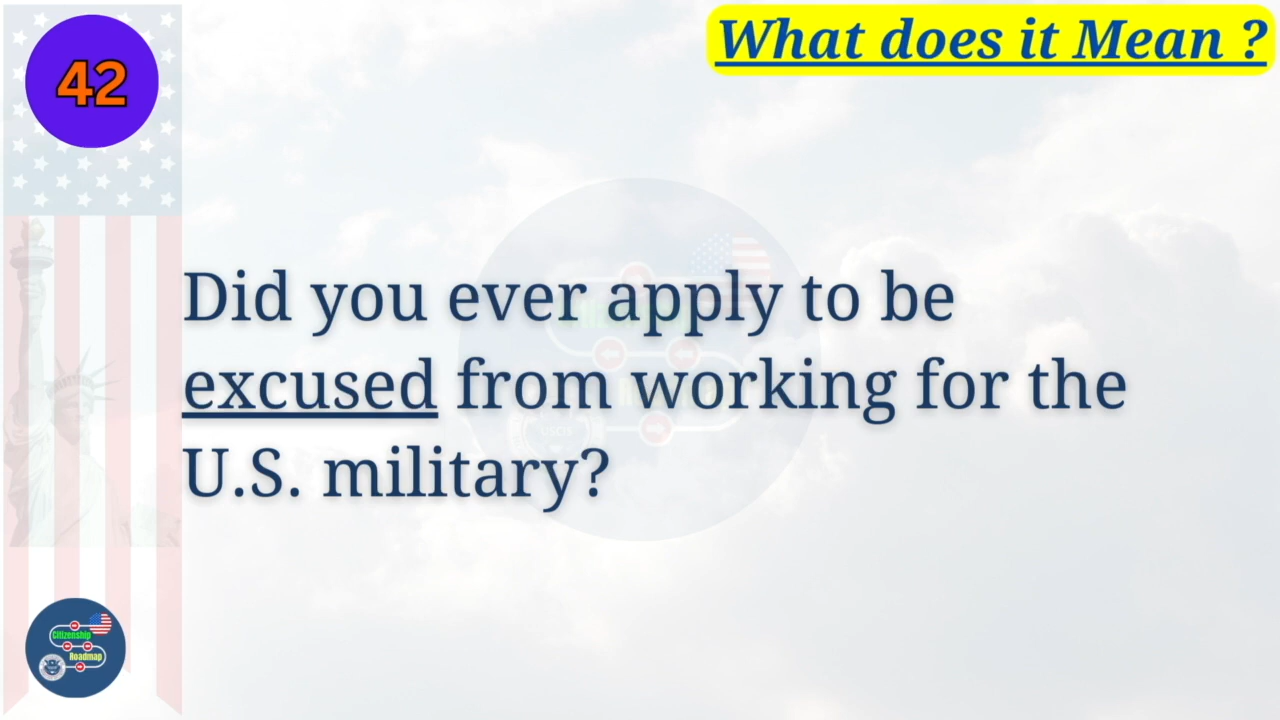 42
What does it Mean ?
Did you ever apply to be
excused from working for the
U.S. military?
Citizenship
Roadmap